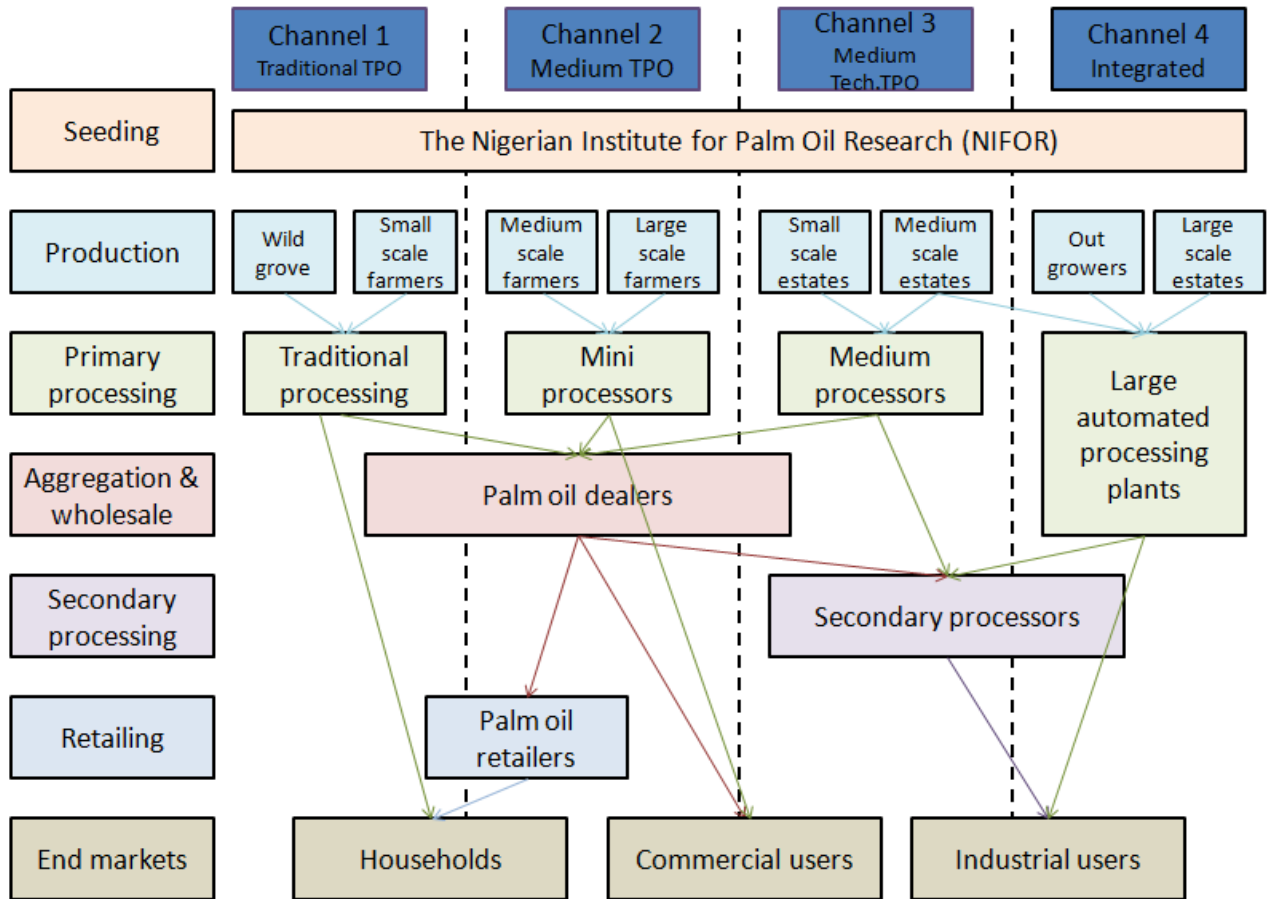 Channel 1
Traditional TPO
Channel 2
Medium TPO
Channel 3
Medium
Tech.TPO
Channel 4
Integrated
Seeding
The Nigerian Institute for Palm Oil Research (NIFOR)
Production
Wild
grove
Small
scale
farmers
Medium
scale
farmers
Large
scale
farmers
Small
scale
estates
Medium
scale
estates
Out
growers
Large
scale
estates
Primary
processing
Traditional
processing
Mini
processors
Medium
processors
Large
automated
processing
plants
Aggregation &
wholesale
Palm oil dealers
Secondary
processing
Secondary processors
Retailing
Palm oil
retailers
End markets
Households
Commercial users
Industrial users